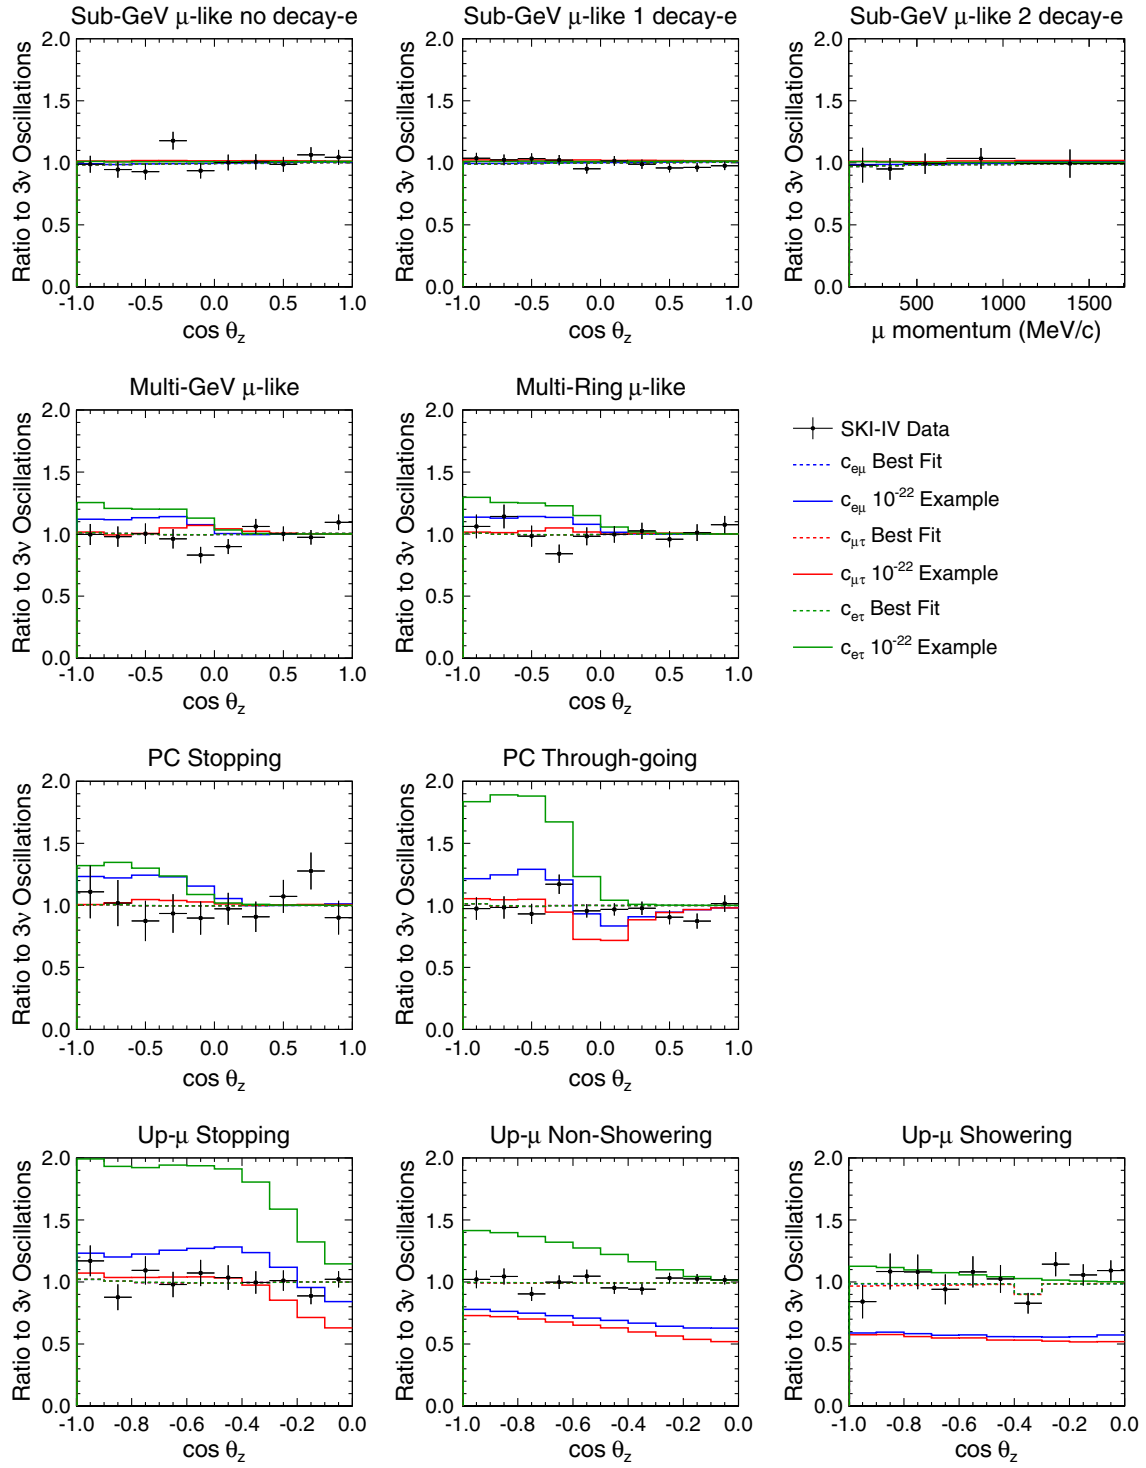 Sub-GeV μ-like no decay-e
Sub-GeV μ-like 1 decay-e
Sub-GeV μ-like 2 decay-e
Ratio to 3ν Oscillations
2.0
1.5
1.0
0.5
0.0
-1.0 -0.5 0.0 0.5 1.0
cos θz
Ratio to 3ν Oscillations
2.0
1.5
1.0
0.5
0.0
-1.0 -0.5 0.0 0.5 1.0
cos θz
Ratio to 3ν Oscillations
2.0
1.5
1.0
0.5
0.0
500 1000 1500
μ momentum (MeV/c)
Multi-GeV μ-like
Ratio to 3ν Oscillations
2.0
1.5
1.0
0.5
0.0
-1.0 -0.5 0.0 0.5 1.0
cos θz
Multi-Ring μ-like
Ratio to 3ν Oscillations
2.0
1.5
1.0
0.5
0.0
-1.0 -0.5 0.0 0.5 1.0
cos θz
SKI-IV Data
ceμ Best Fit
ceμ 10^-22 Example
cμτ Best Fit
cμτ 10^-22 Example
ceτ Best Fit
ceτ 10^-22 Example
PC Stopping
Ratio to 3ν Oscillations
2.0
1.5
1.0
0.5
0.0
-1.0 -0.5 0.0 0.5 1.0
cos θz
PC Through-going
Ratio to 3ν Oscillations
2.0
1.5
1.0
0.5
0.0
-1.0 -0.5 0.0 0.5 1.0
cos θz
Up-μ Stopping
Ratio to 3ν Oscillations
2.0
1.5
1.0
0.5
0.0
-1.0 -0.8 -0.6 -0.4 -0.2 0.0
cos θz
Up-μ Non-Showering
Ratio to 3ν Oscillations
2.0
1.5
1.0
0.5
0.0
-1.0 -0.8 -0.6 -0.4 -0.2 0.0
cos θz
Up-μ Showering
Ratio to 3ν Oscillations
2.0
1.5
1.0
0.5
0.0
-1.0 -0.8 -0.6 -0.4 -0.2 0.0
cos θz